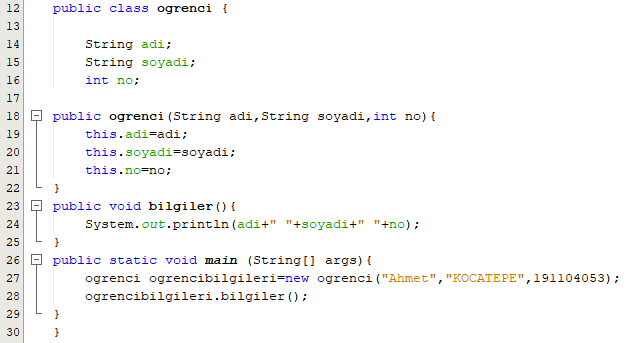 12 public class ogrenci {
13
14 String adi;
15 String soyadi;
16 int no;
17
18 public ogrenci(String adi,String soyadi,int no){
19 this.adi=adi;
20 this.soyadi=soyadi;
21 this.no=no;
22 }
23 public void bilgiler(){
24 System.out.println(adi+" "+soyadi+" "+no);
25 }
26 public static void main (String[] args){
27 ogrenci ogrencibilgileri=new ogrenci("Ahmet","KOCATEPE",191104053);
28 ogrencibilgileri.bilgiler();
29 }
30 }